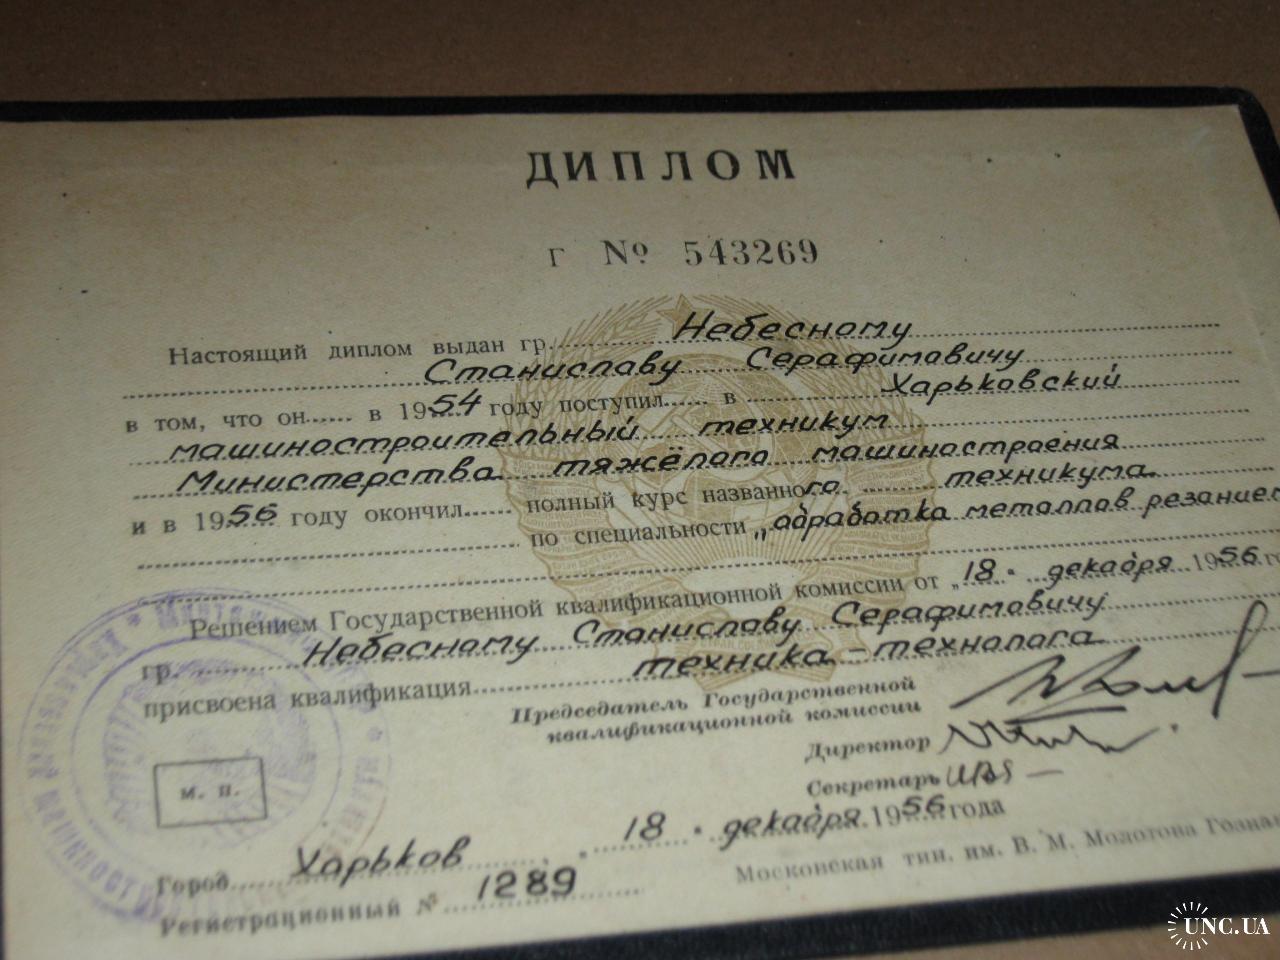 ДИПЛОМ
Г № 543269
Настоящий диплом выдан гр. Небесному
Станиславу Серафимовичу
в том, что он...... в 1954 году поступил...... в Харьковский
машиностроительный техникум
Министерства тяжёлого машиностроения
и в 1956 году окончил...... полный курс названного техникума
по специальности „обработка металлов резанием
Решением Государственной квалификационной комиссии от „18" декабря 1956 го
гр. Небесному Станиславу Серафимовичу
присвоена квалификация техника-технолога
Председатель Государственной
квалификационной комиссии
Директор
Секретарь
М. П.
Город Харьков „18" декабря 1956 года
Регистрационный № 1289
Московская тип. им. В. М. Молотова Гозна
UNC.UA